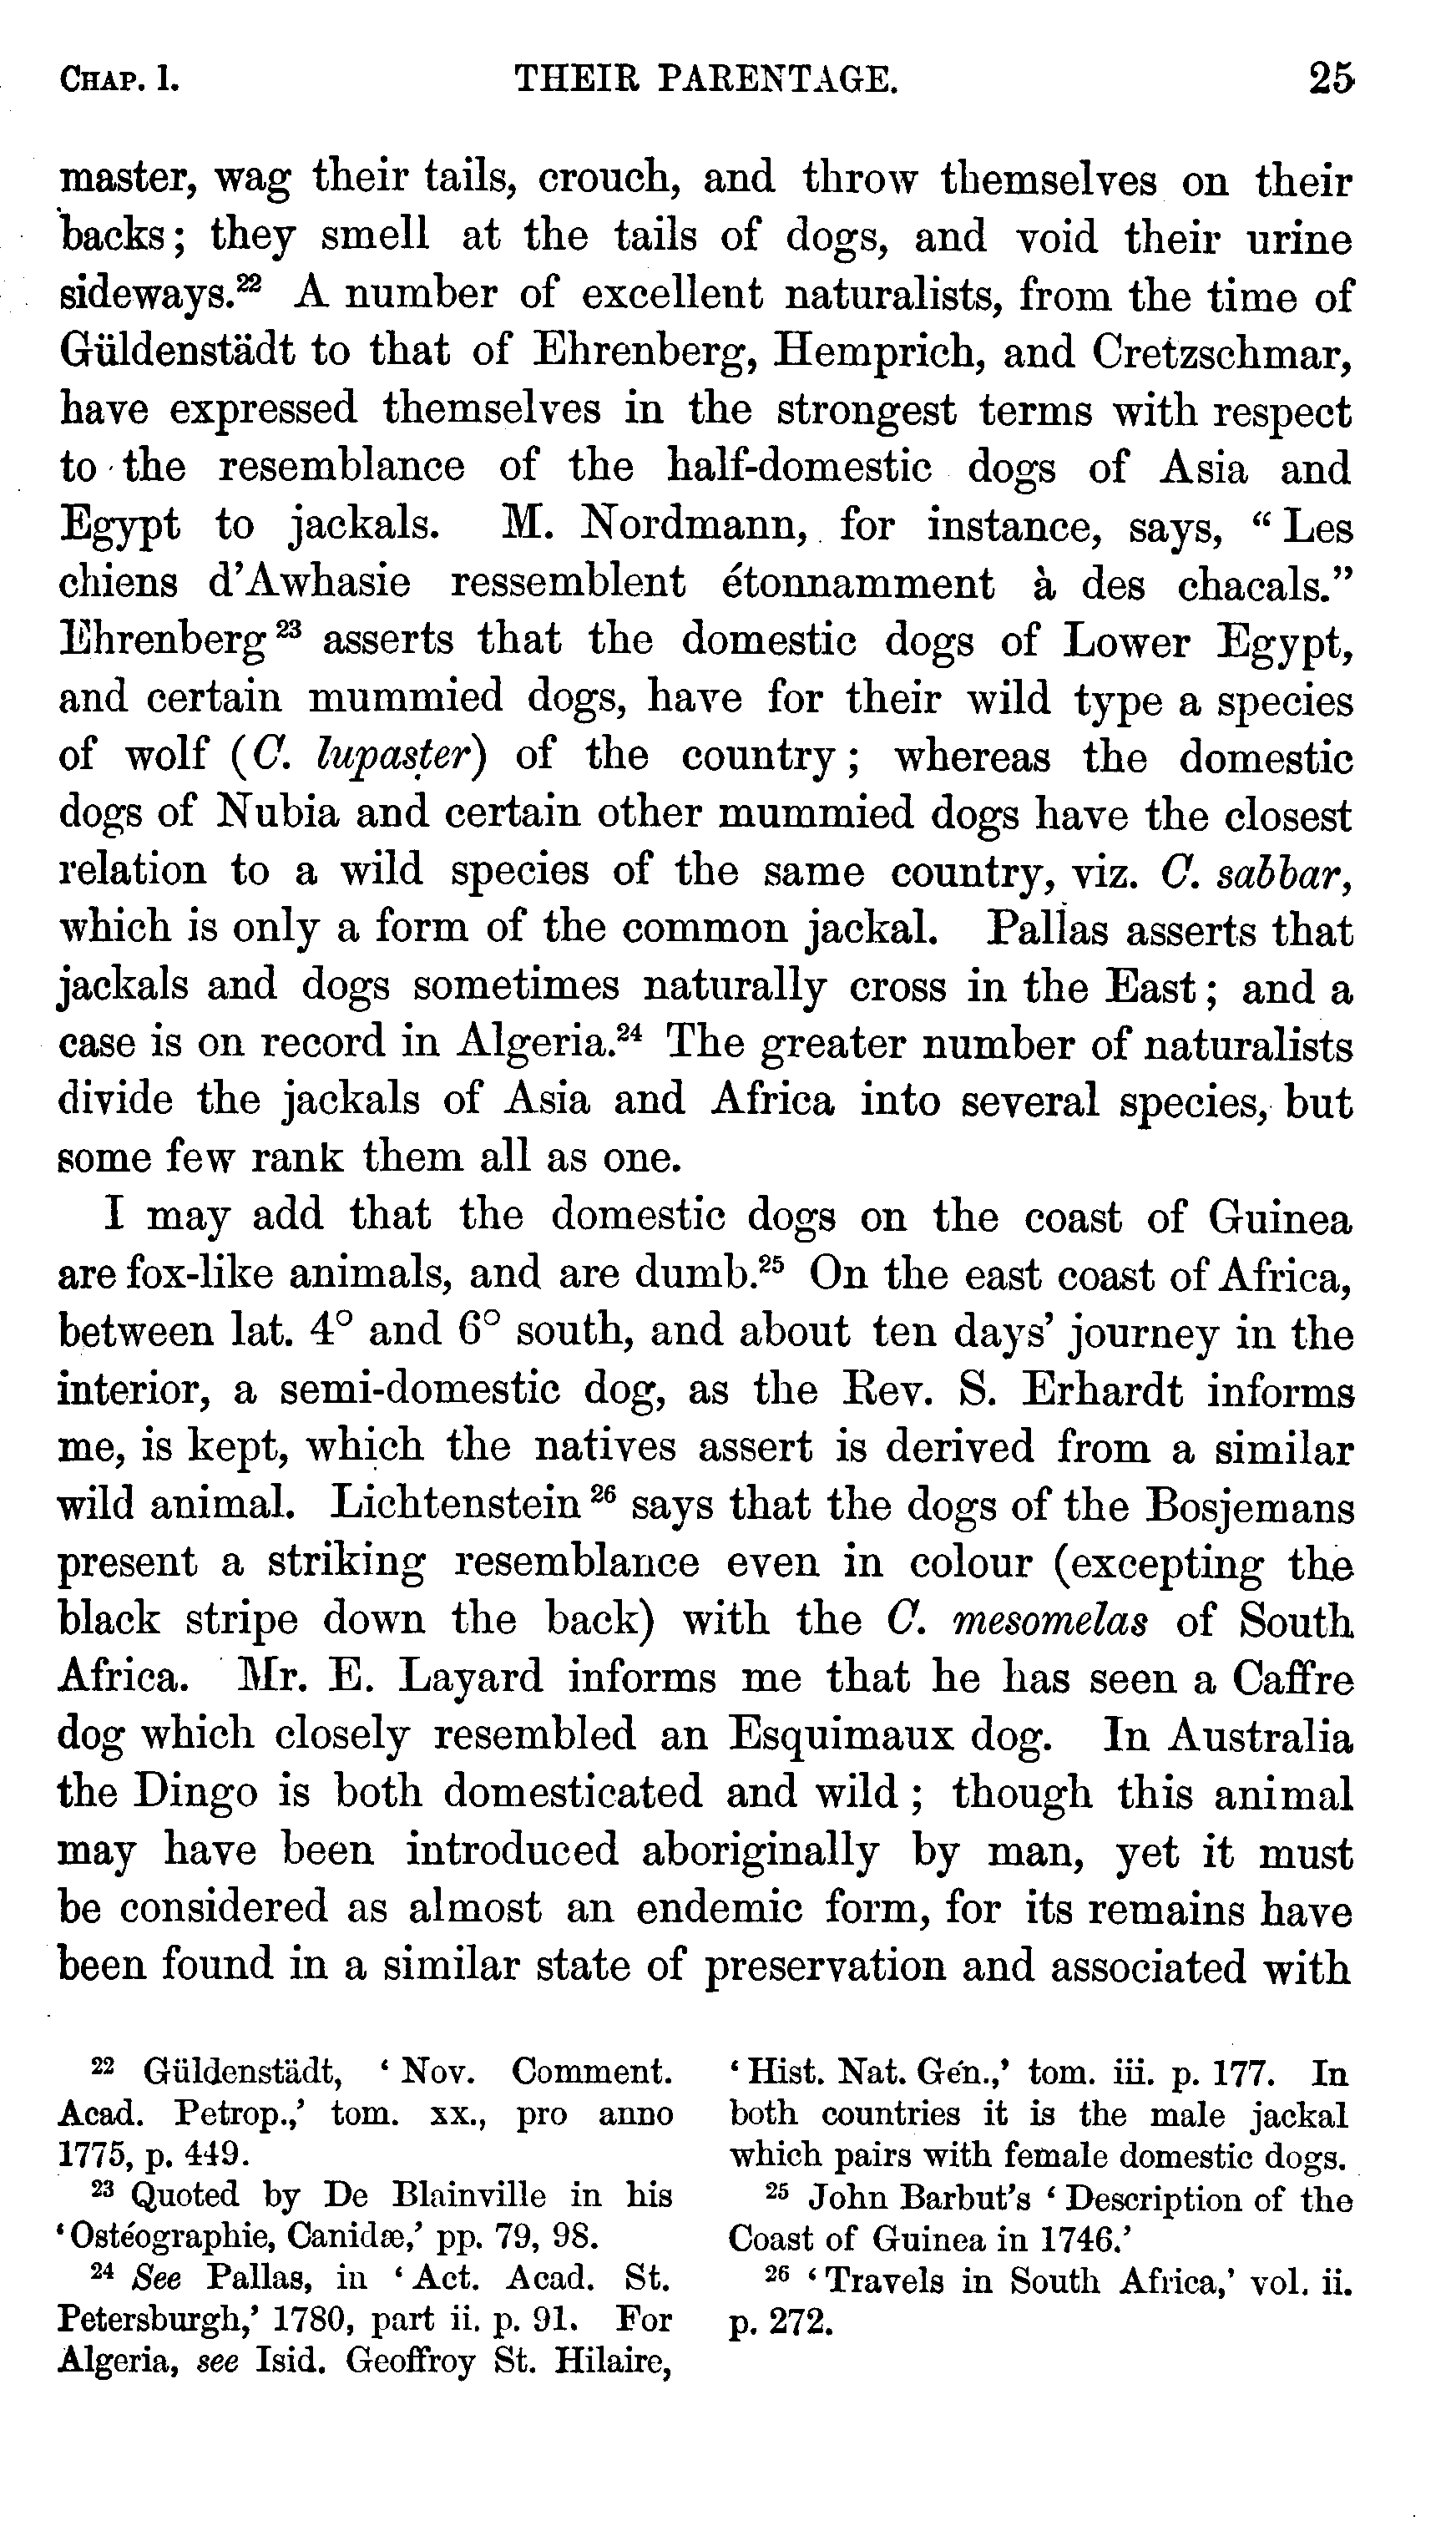 CHAP. I. THEIR PARENTAGE. 25
master, wag their tails, crouch, and throw themselves on their
backs; they smell at the tails of dogs, and void their urine
sideways.²² A number of excellent naturalists, from the time of
Güldenstädt to that of Ehrenberg, Hemprich, and Cretzschmar,
have expressed themselves in the strongest terms with respect
to the resemblance of the half-domestic dogs of Asia and
Egypt to jackals. M. Nordmann, for instance, says, “Les
chiens d’Awhasie ressemblent étonnamment à des chacals.”
Ehrenberg²³ asserts that the domestic dogs of Lower Egypt,
and certain mummied dogs, have for their wild type a species
of wolf (C. lupaster) of the country; whereas the domestic
dogs of Nubia and certain other mummied dogs have the closest
relation to a wild species of the same country, viz. C. sabbar,
which is only a form of the common jackal. Pallas asserts that
jackals and dogs sometimes naturally cross in the East; and a
case is on record in Algeria.²⁴ The greater number of naturalists
divide the jackals of Asia and Africa into several species, but
some few rank them all as one.
I may add that the domestic dogs on the coast of Guinea
are fox-like animals, and are dumb.²⁵ On the east coast of Africa,
between lat. 4° and 6° south, and about ten days’ journey in the
interior, a semi-domestic dog, as the Rev. S. Erhardt informs
me, is kept, which the natives assert is derived from a similar
wild animal. Lichtenstein²⁶ says that the dogs of the Bosjemans
present a striking resemblance even in colour (excepting the
black stripe down the back) with the C. mesomelas of South
Africa. Mr. E. Layard informs me that he has seen a Caffre
dog which closely resembled an Esquimaux dog. In Australia
the Dingo is both domesticated and wild; though this animal
may have been introduced aboriginally by man, yet it must
be considered as almost an endemic form, for its remains have
been found in a similar state of preservation and associated with
²² Güldenstädt, ‘Nov. Comment.
Acad. Petrop.,’ tom. xx., pro anno
1775, p. 449.
²³ Quoted by De Blainville in his
‘Ostéographie, Canidæ,’ pp. 79, 98.
²⁴ See Pallas, in ‘Act. Acad. St.
Petersburgh,’ 1780, part ii. p. 91. For
Algeria, see Isid. Geoffroy St. Hilaire,
‘Hist. Nat. Gén.,’ tom. iii. p. 177. In
both countries it is the male jackal
which pairs with female domestic dogs.
²⁵ John Barbut’s ‘Description of the
Coast of Guinea in 1746.’
²⁶ ‘Travels in South Africa,’ vol. ii.
p. 272.